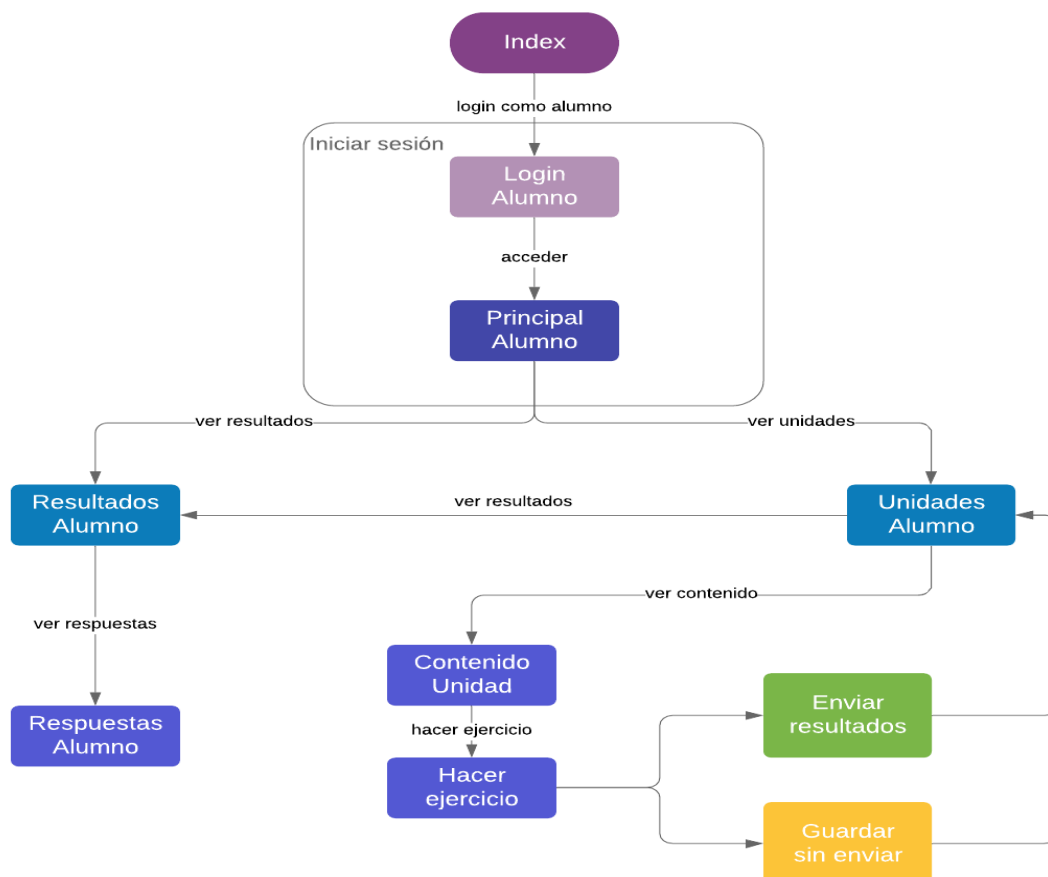 Index
login como alumno
Iniciar sesión
Login
Alumno
acceder
Principal
Alumno
ver resultados
ver unidades
Resultados
Alumno
ver resultados
Unidades
Alumno
ver contenido
ver respuestas
Contenido
Unidad
Respuestas
Alumno
hacer ejercicio
Enviar
resultados
Hacer
ejercicio
Guardar
sin enviar